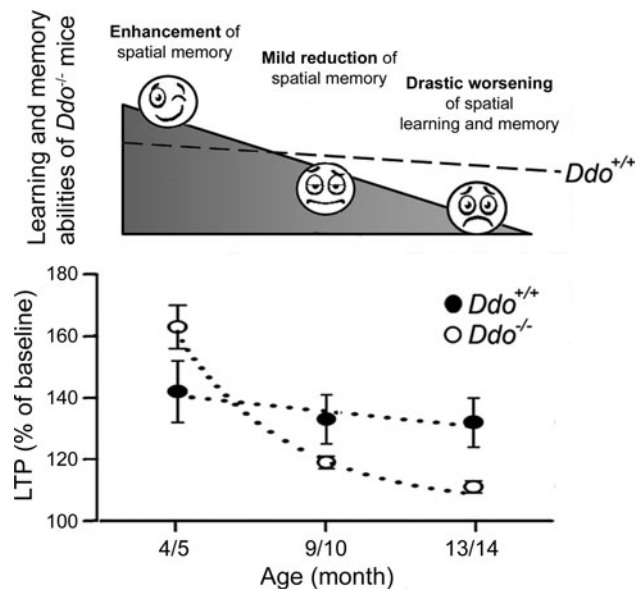 Enhancement of
spatial memory
Mild reduction of
spatial memory
Drastic worsening
of spatial
learning and memory
Learning and memory
abilities of Ddo-/- mice
Ddo+/+
180
160
140
120
100
LTP (% of baseline)
Ddo+/+
Ddo-/-
4/5
9/10
13/14
Age (month)